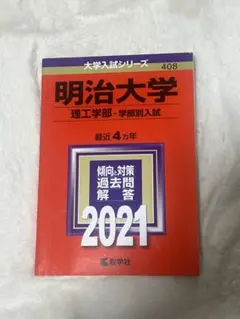 大学入試シリーズ 408
明治大学
理工学部-学部別入試
最近4カ年
傾向と対策
過去問
解答
2021
教学社